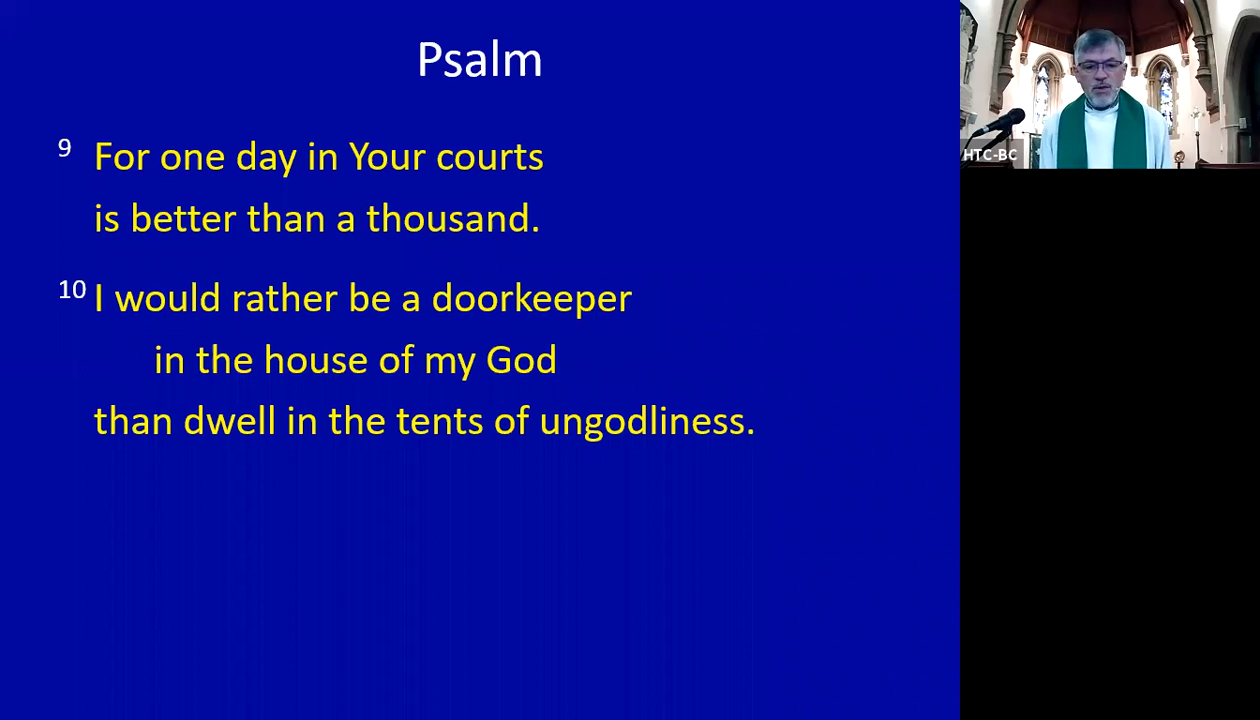 Psalm
9 For one day in Your courts
is better than a thousand.
10 I would rather be a doorkeeper
in the house of my God
than dwell in the tents of ungodliness.
HTC-BC